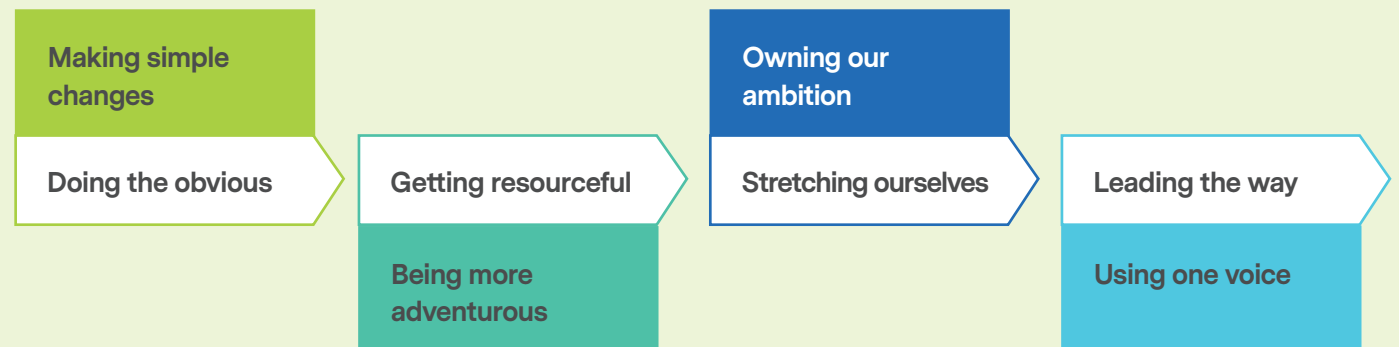 Making simple
changes
Doing the obvious
Getting resourceful
Being more
adventurous
Owning our
ambition
Stretching ourselves
Leading the way
Using one voice